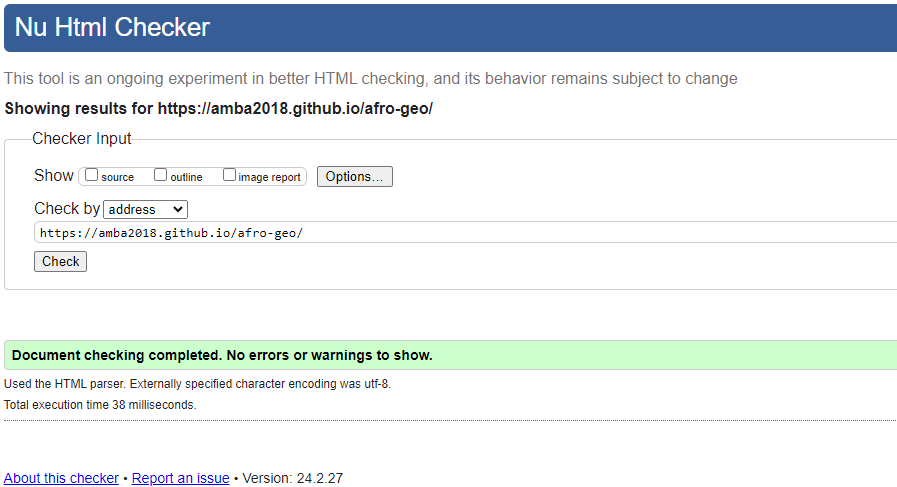 Nu Html Checker
This tool is an ongoing experiment in better HTML checking, and its behavior remains subject to change
Showing results for https://amba2018.github.io/afro-geo/
Checker Input
Show source outline image report Options...
Check by address
https://amba2018.github.io/afro-geo/
Check
Document checking completed. No errors or warnings to show.
Used the HTML parser. Externally specified character encoding was utf-8.
Total execution time 38 milliseconds.
About this checker • Report an issue • Version: 24.2.27